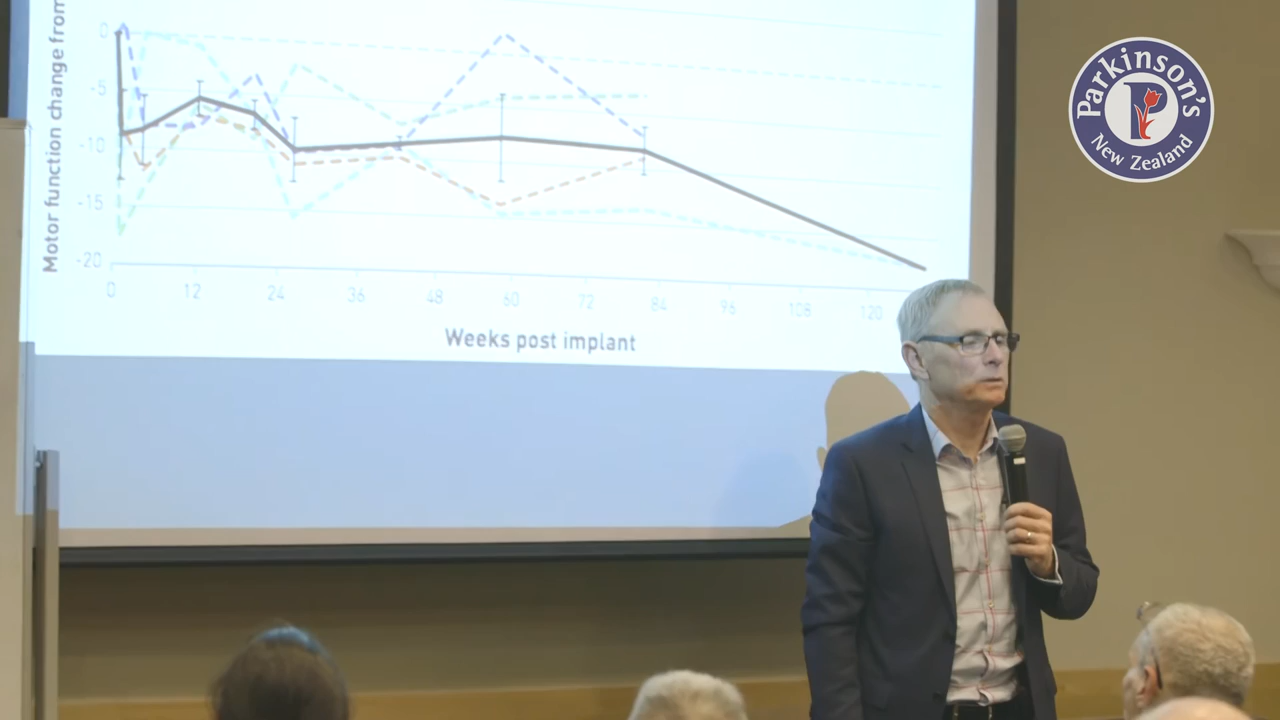 Motor function change from
0
-5
-10
-15
-20
0 12 24 36 48 60 72 84 96 108 120
Weeks post implant
Parkinson's
P
New Zealand